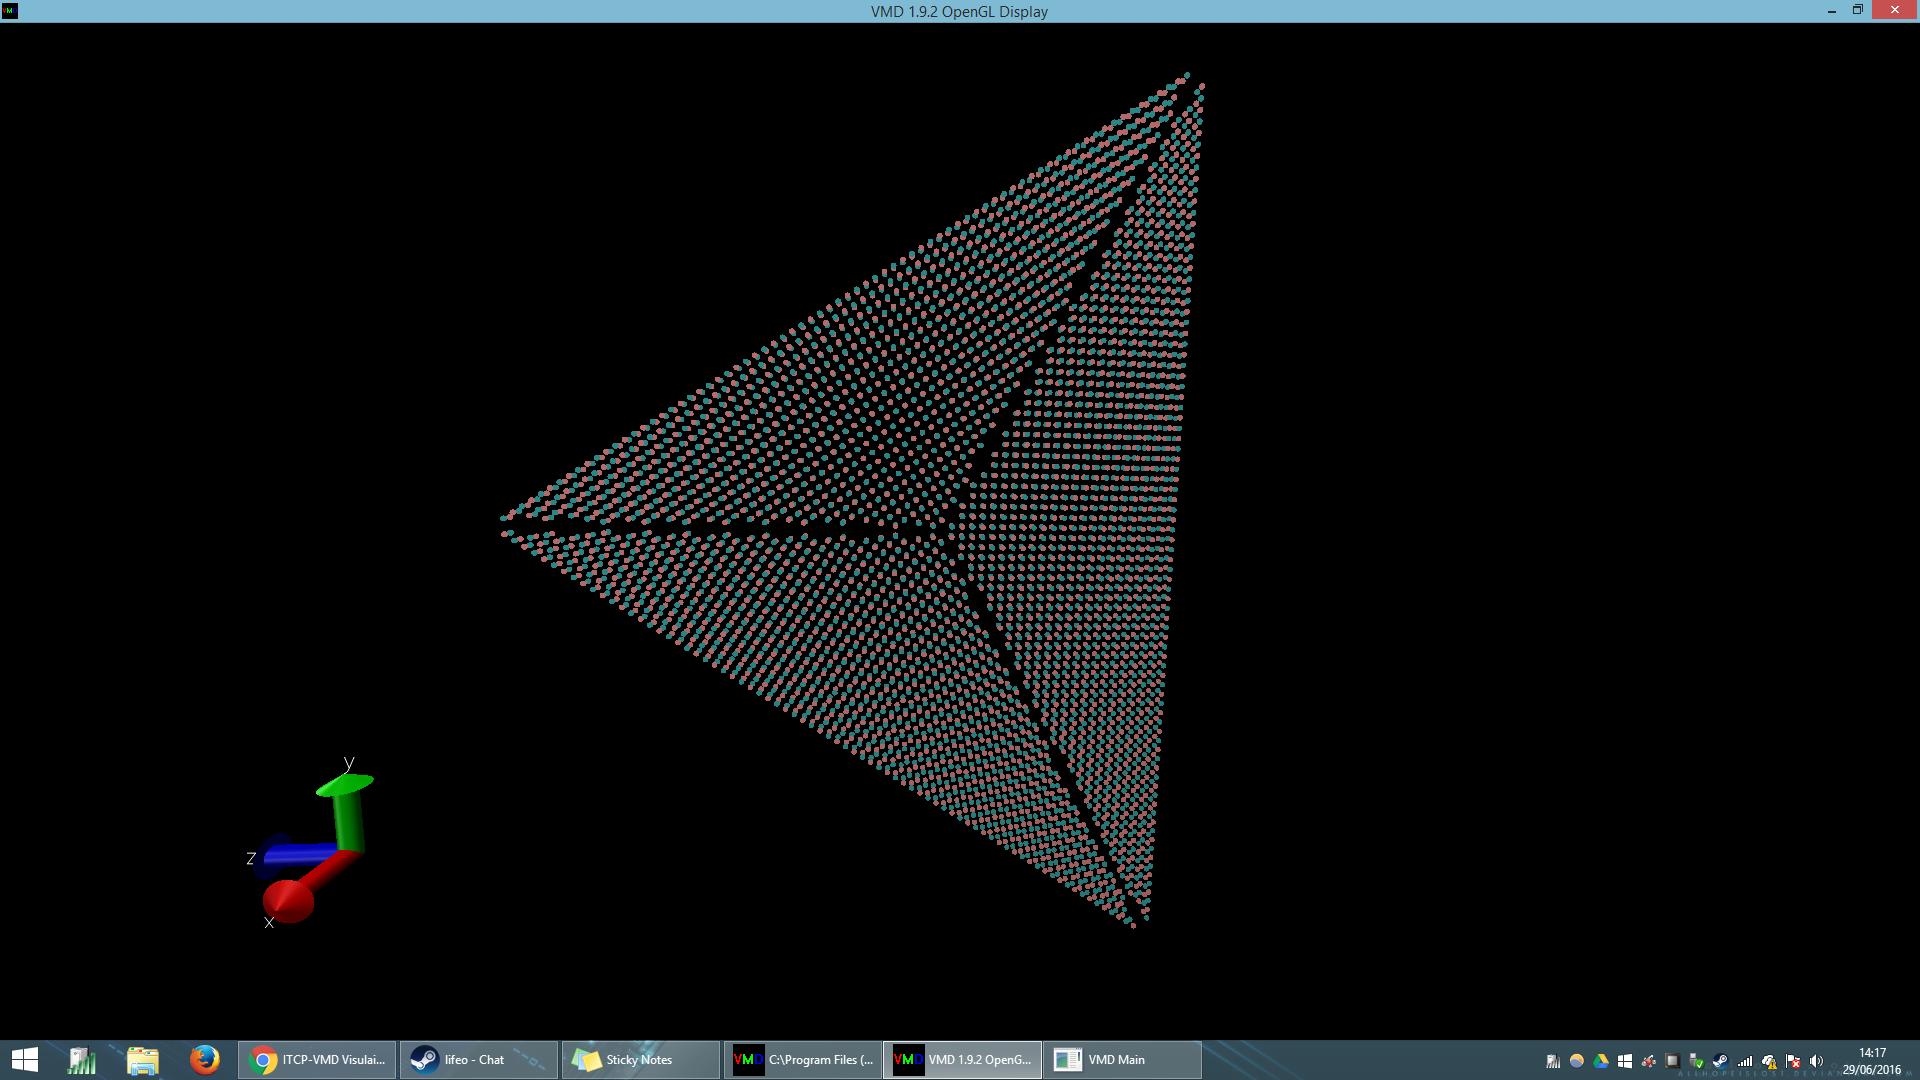 VMD
VMD 1.9.2 OpenGL Display
y
z
x
ITCP-VMD Visulai...
lifeo - Chat
Sticky Notes
VMD
C:\Program Files (...
VMD
VMD 1.9.2 OpenG...
VMD Main
14:17
29/06/2016